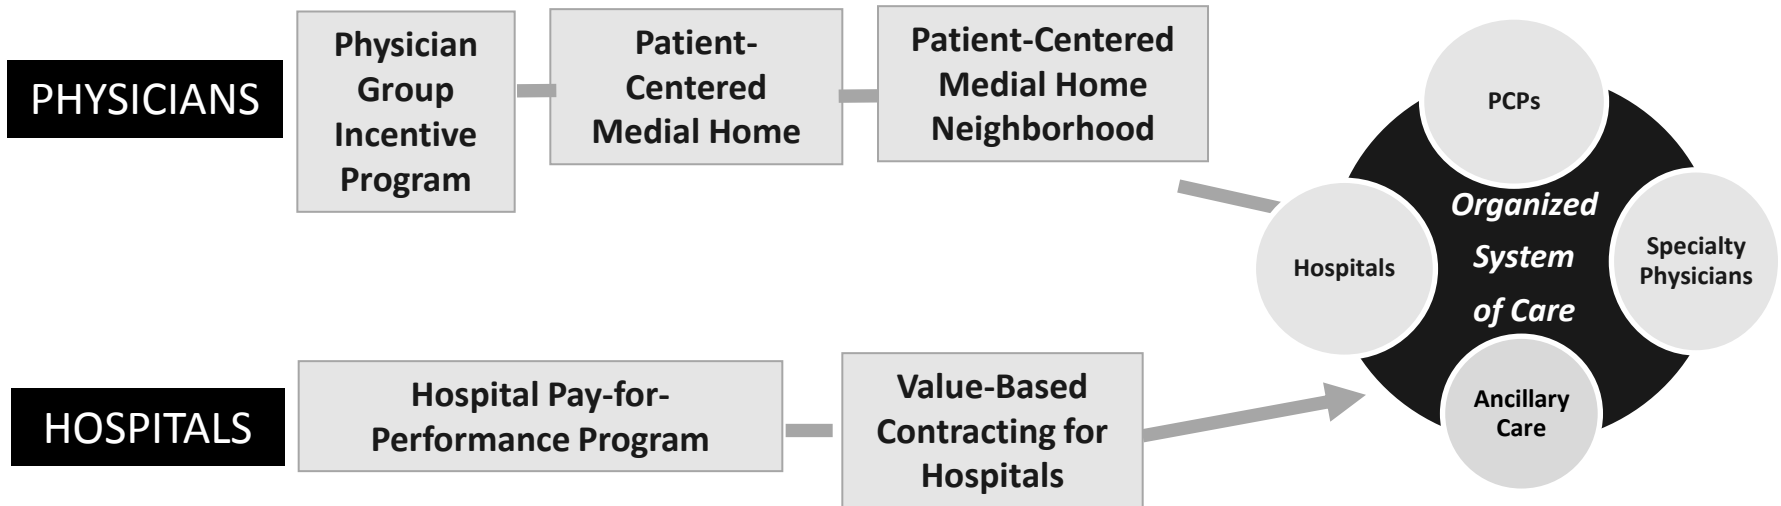 PHYSICIANS
Physician
Group
Incentive
Program
Patient-
Centered
Medial Home
Patient-Centered
Medial Home
Neighborhood
PCPs
Organized
System
of Care
Hospitals
Specialty
Physicians
Ancillary
Care
HOSPITALS
Hospital Pay-for-
Performance Program
Value-Based
Contracting for
Hospitals